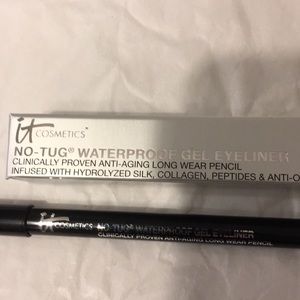 it
COSMETICS™
NO-TUG® WATERPROOF GEL EYELINER
CLINICALLY PROVEN ANTI-AGING LONG WEAR PENCIL
INFUSED WITH HYDROLYZED SILK, COLLAGEN, PEPTIDES & ANTI-O
it
COSMETICS
NO-TUG® WATERPROOF GEL EYELINER
CLINICALLY PROVEN ANTI-AGING LONG WEAR PENCIL